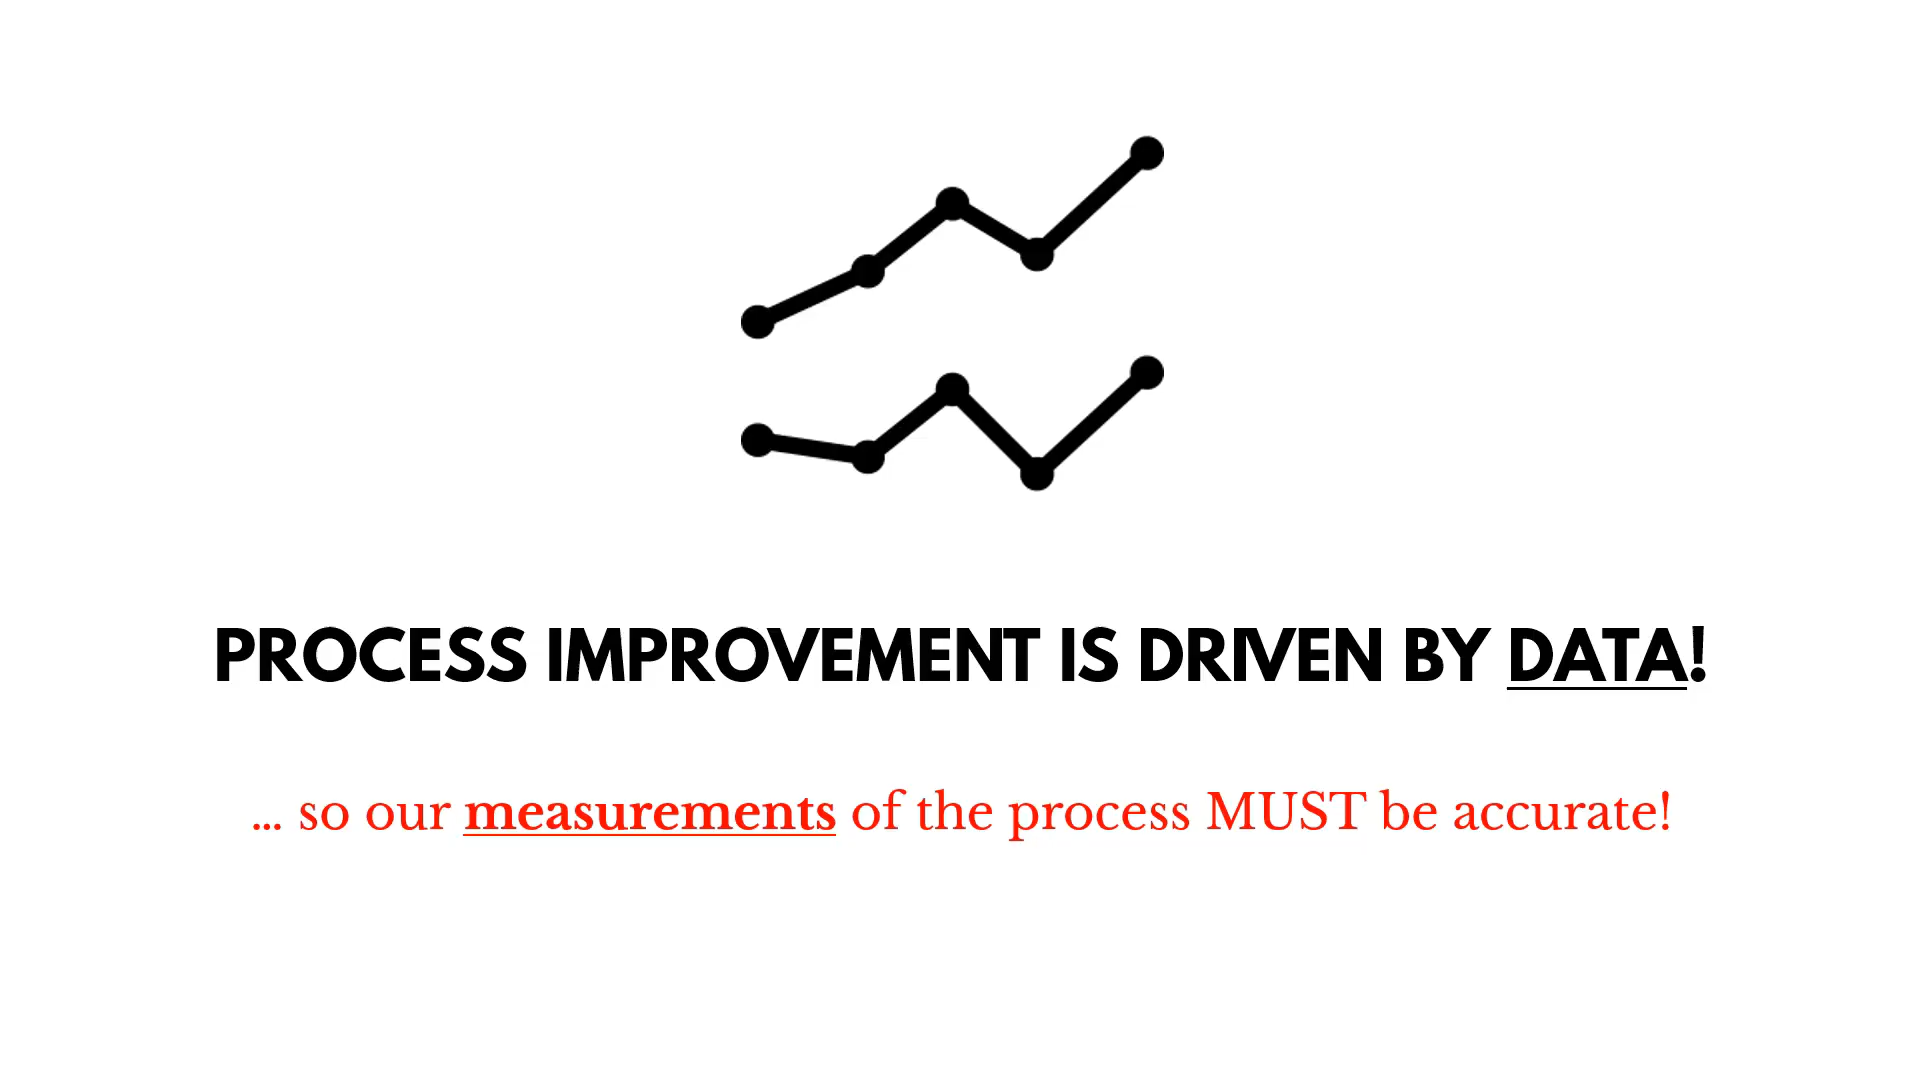 PROCESS IMPROVEMENT IS DRIVEN BY DATA!
... so our measurements of the process MUST be accurate!